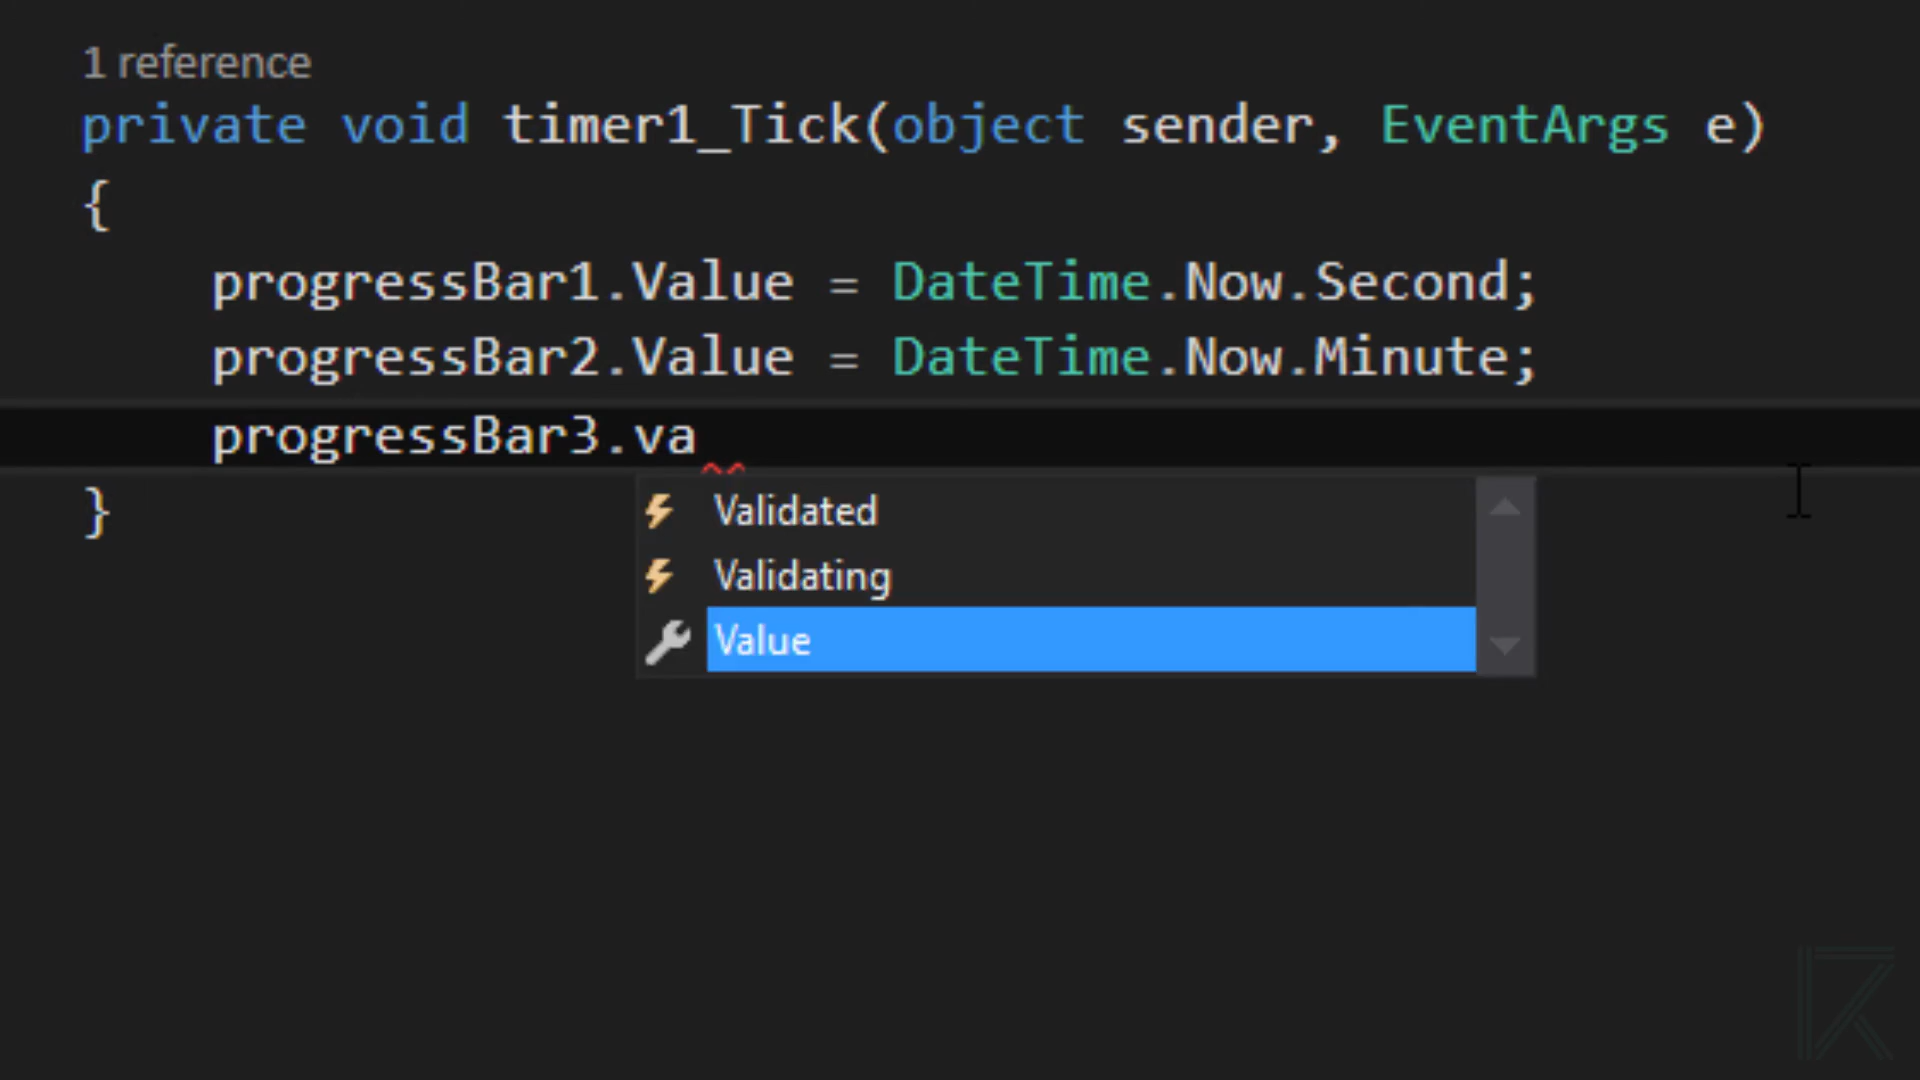 1 reference
private void timer1_Tick(object sender, EventArgs e)
{
progressBar1.Value = DateTime.Now.Second;
progressBar2.Value = DateTime.Now.Minute;
progressBar3.va
}
Validated
Validating
Value